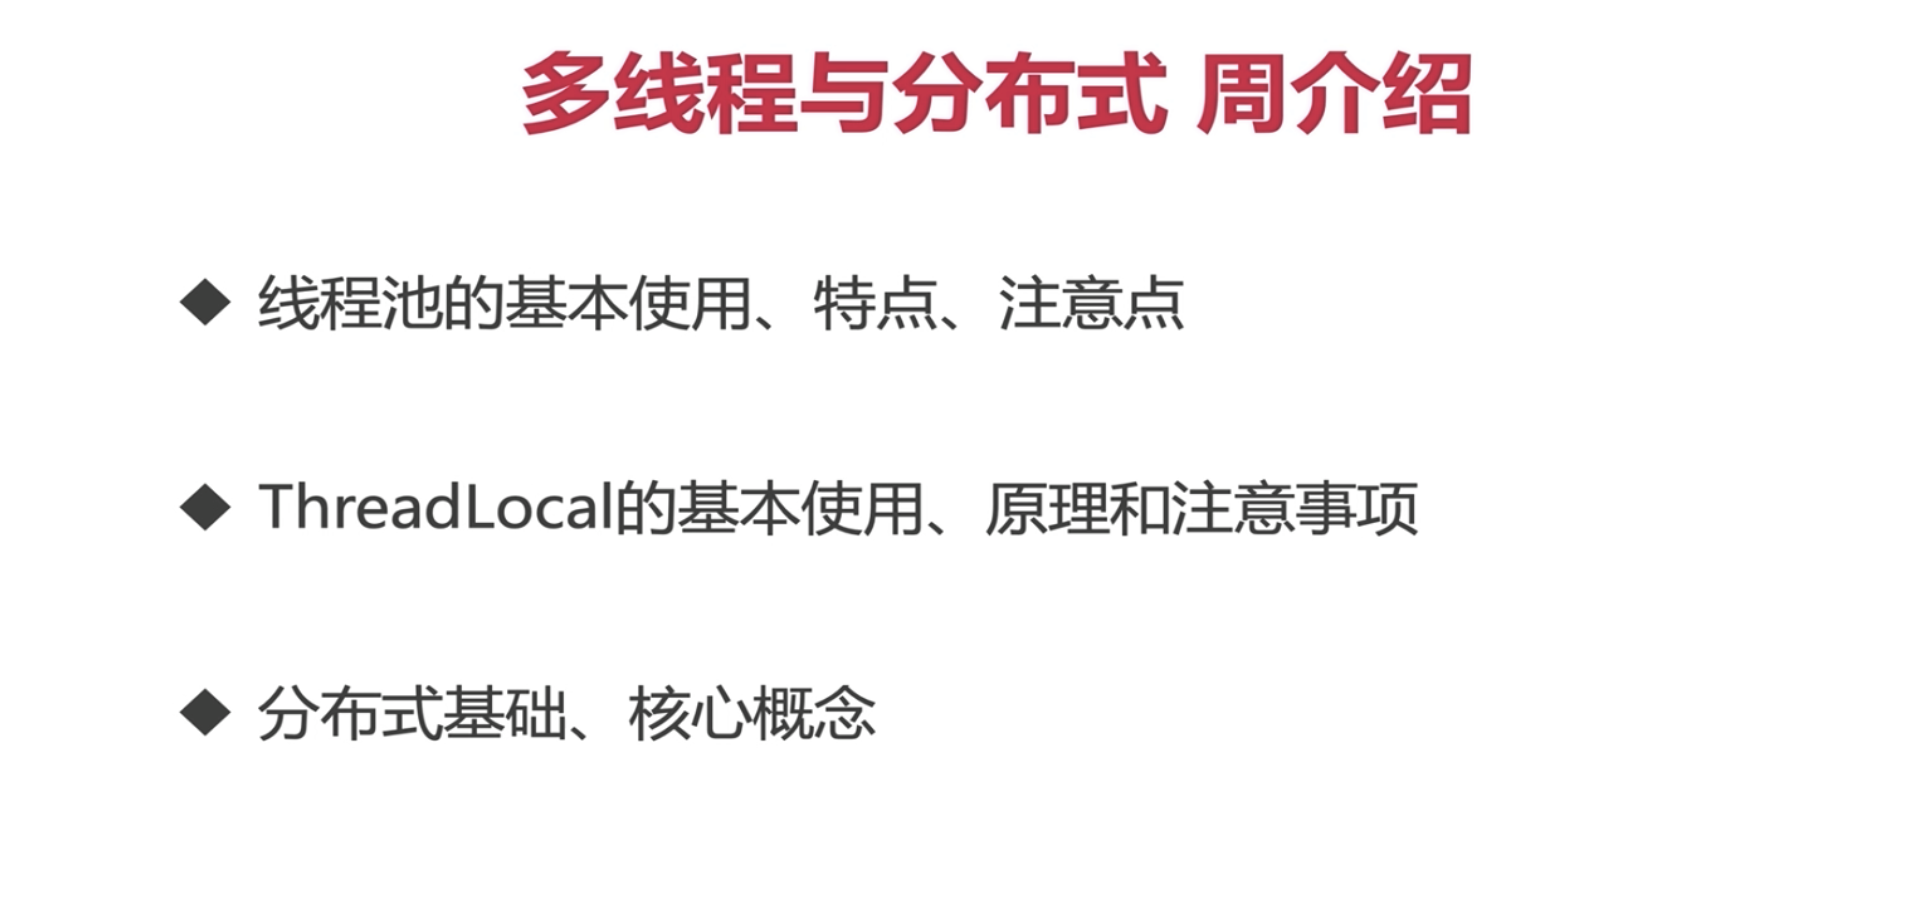 多线程与分布式 周介绍
◆ 线程池的基本使用、特点、注意点
◆ ThreadLocal的基本使用、原理和注意事项
◆ 分布式基础、核心概念